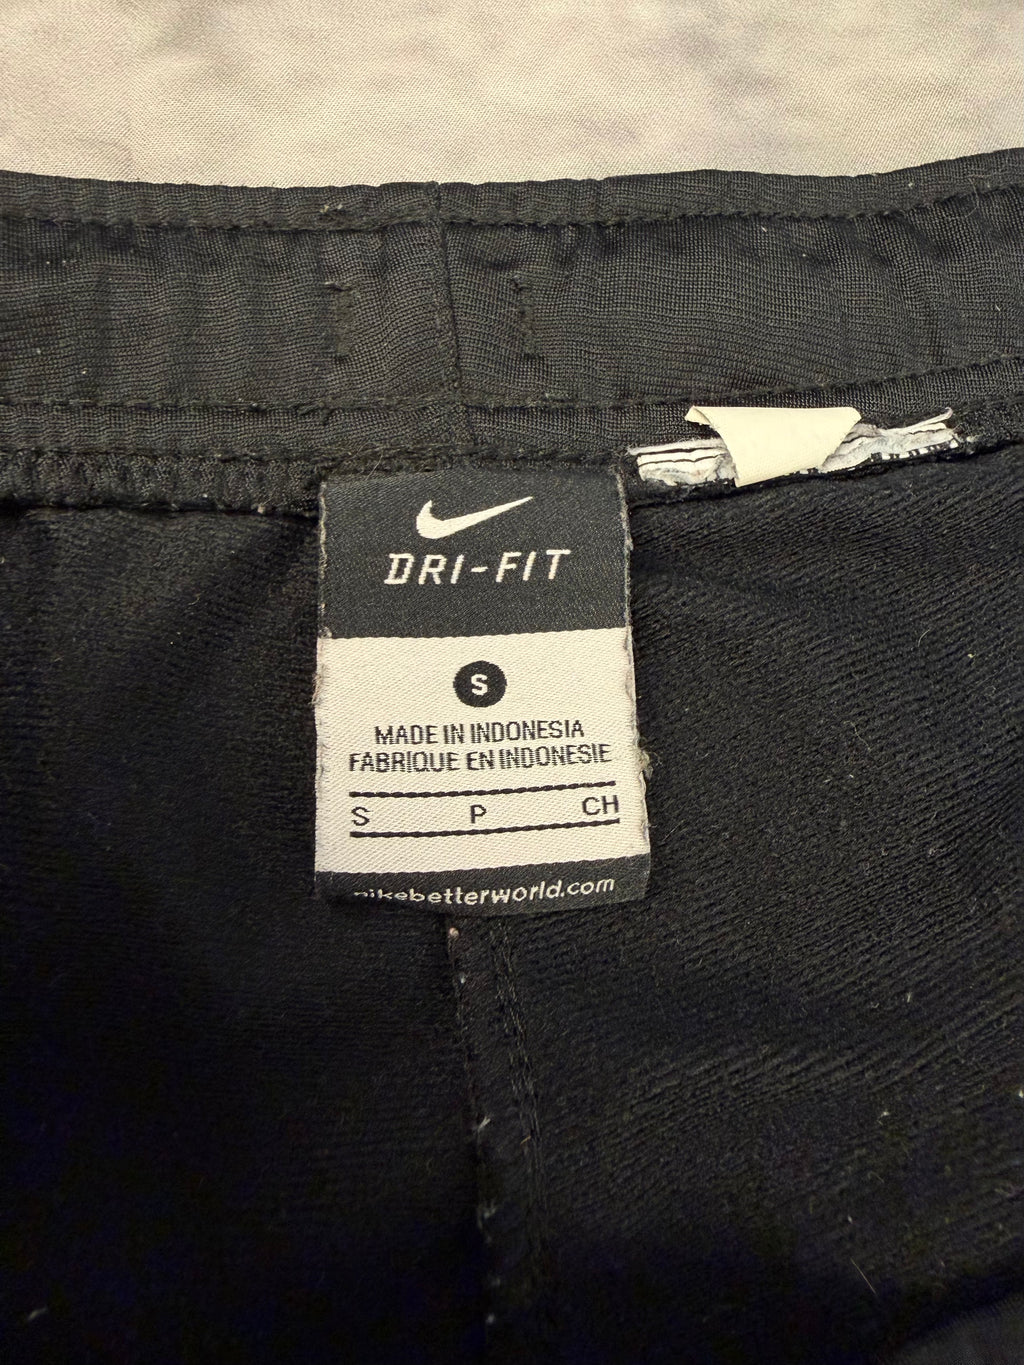 DRI-FIT
S
MADE IN INDONESIA
FABRIQUE EN INDONESIE
S P CH
nikebetterworld.com